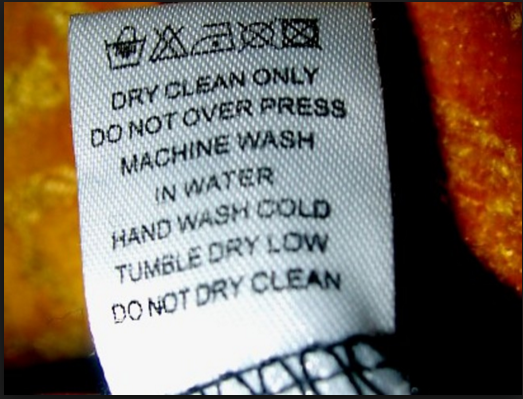 DRY CLEAN ONLY
DO NOT OVER PRESS
MACHINE WASH
IN WATER
HAND WASH COLD
TUMBLE DRY LOW
DO NOT DRY CLEAN